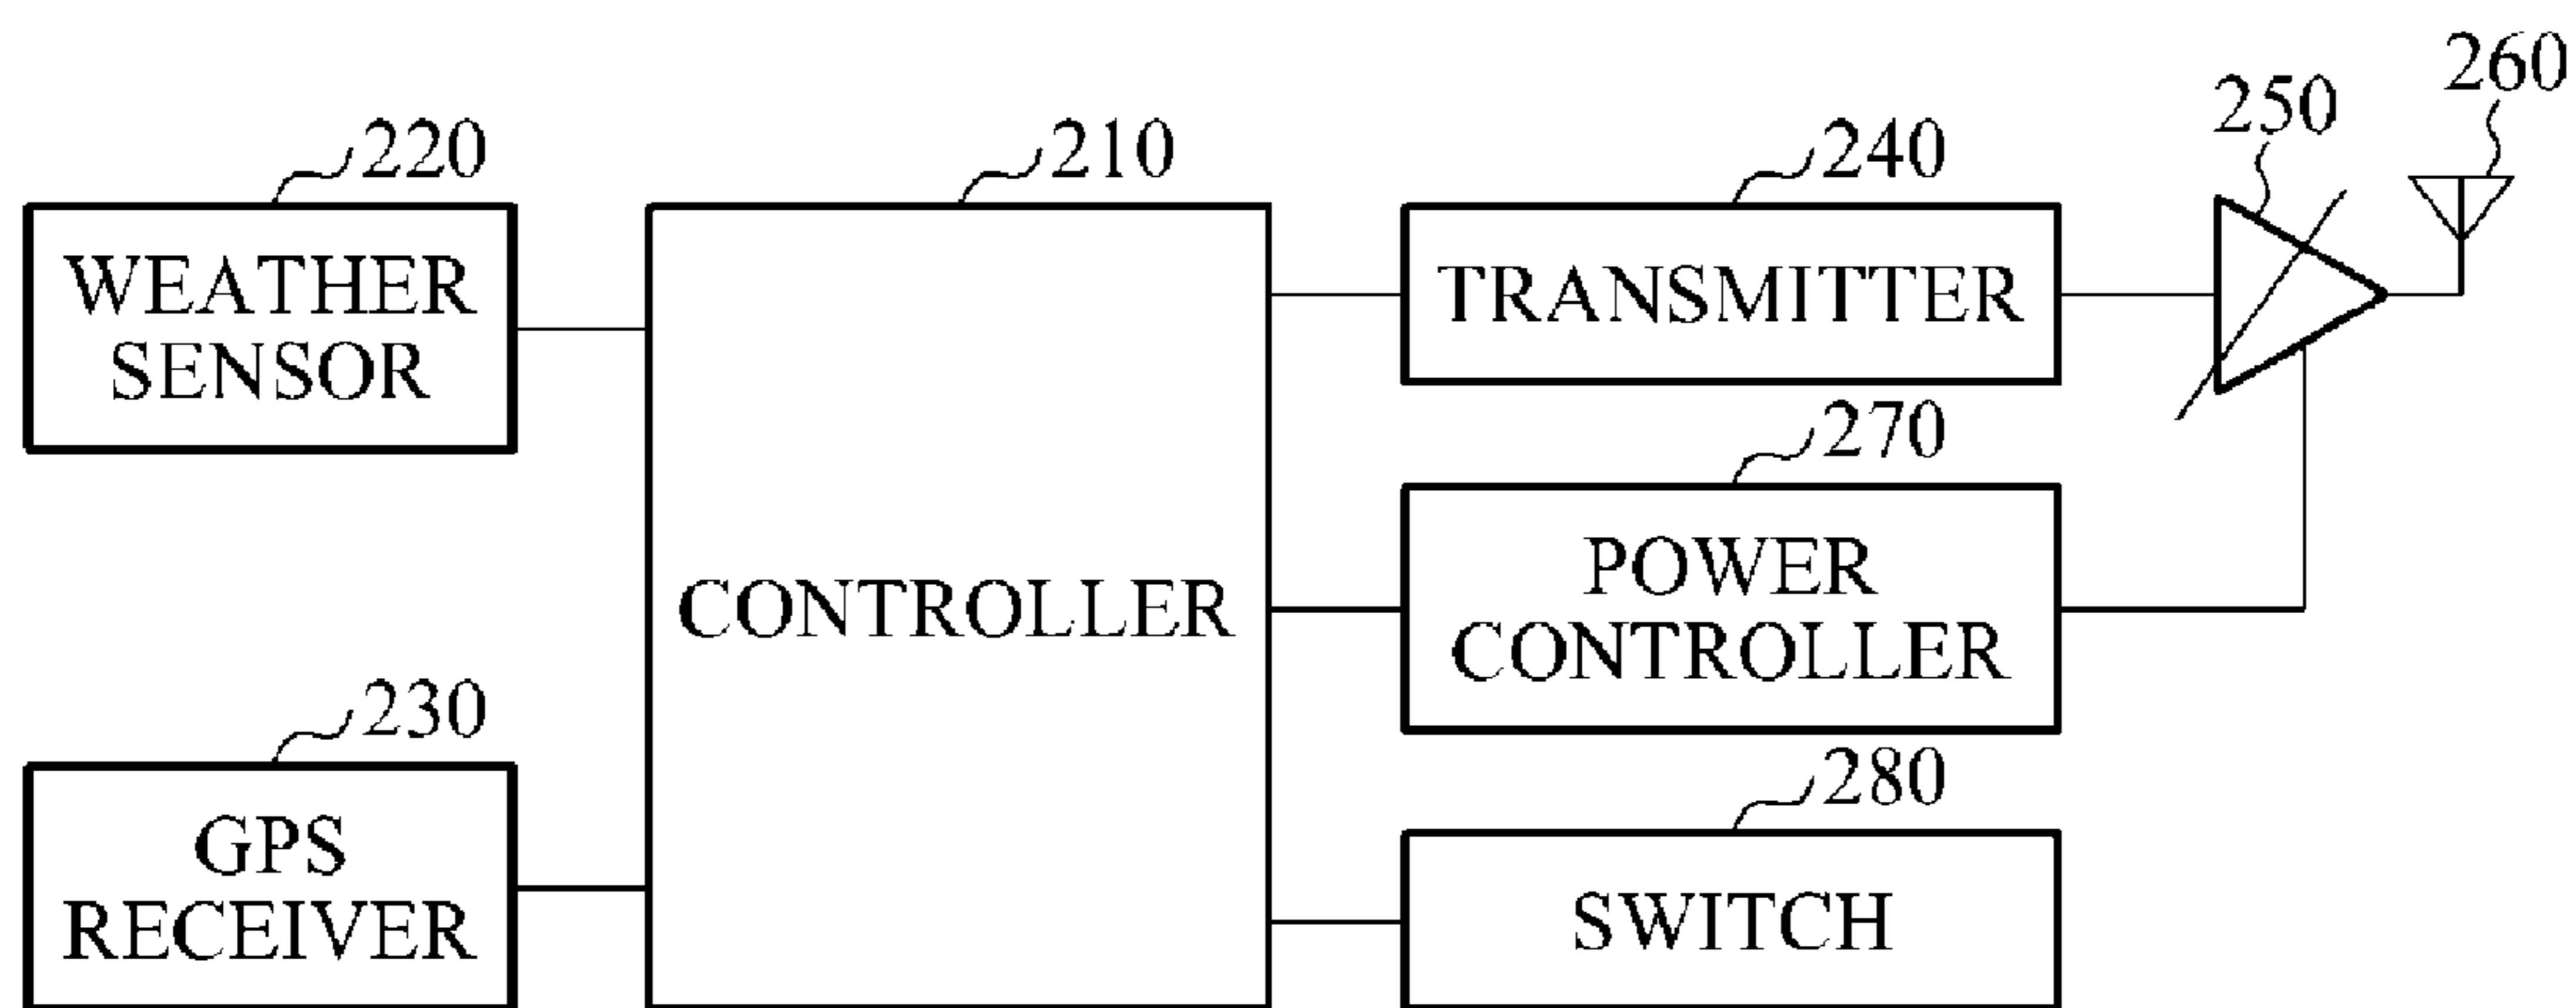 260
250
220
210
240
WEATHER
SENSOR
TRANSMITTER
270
POWER
CONTROLLER
CONTROLLER
230
280
GPS
RECEIVER
SWITCH